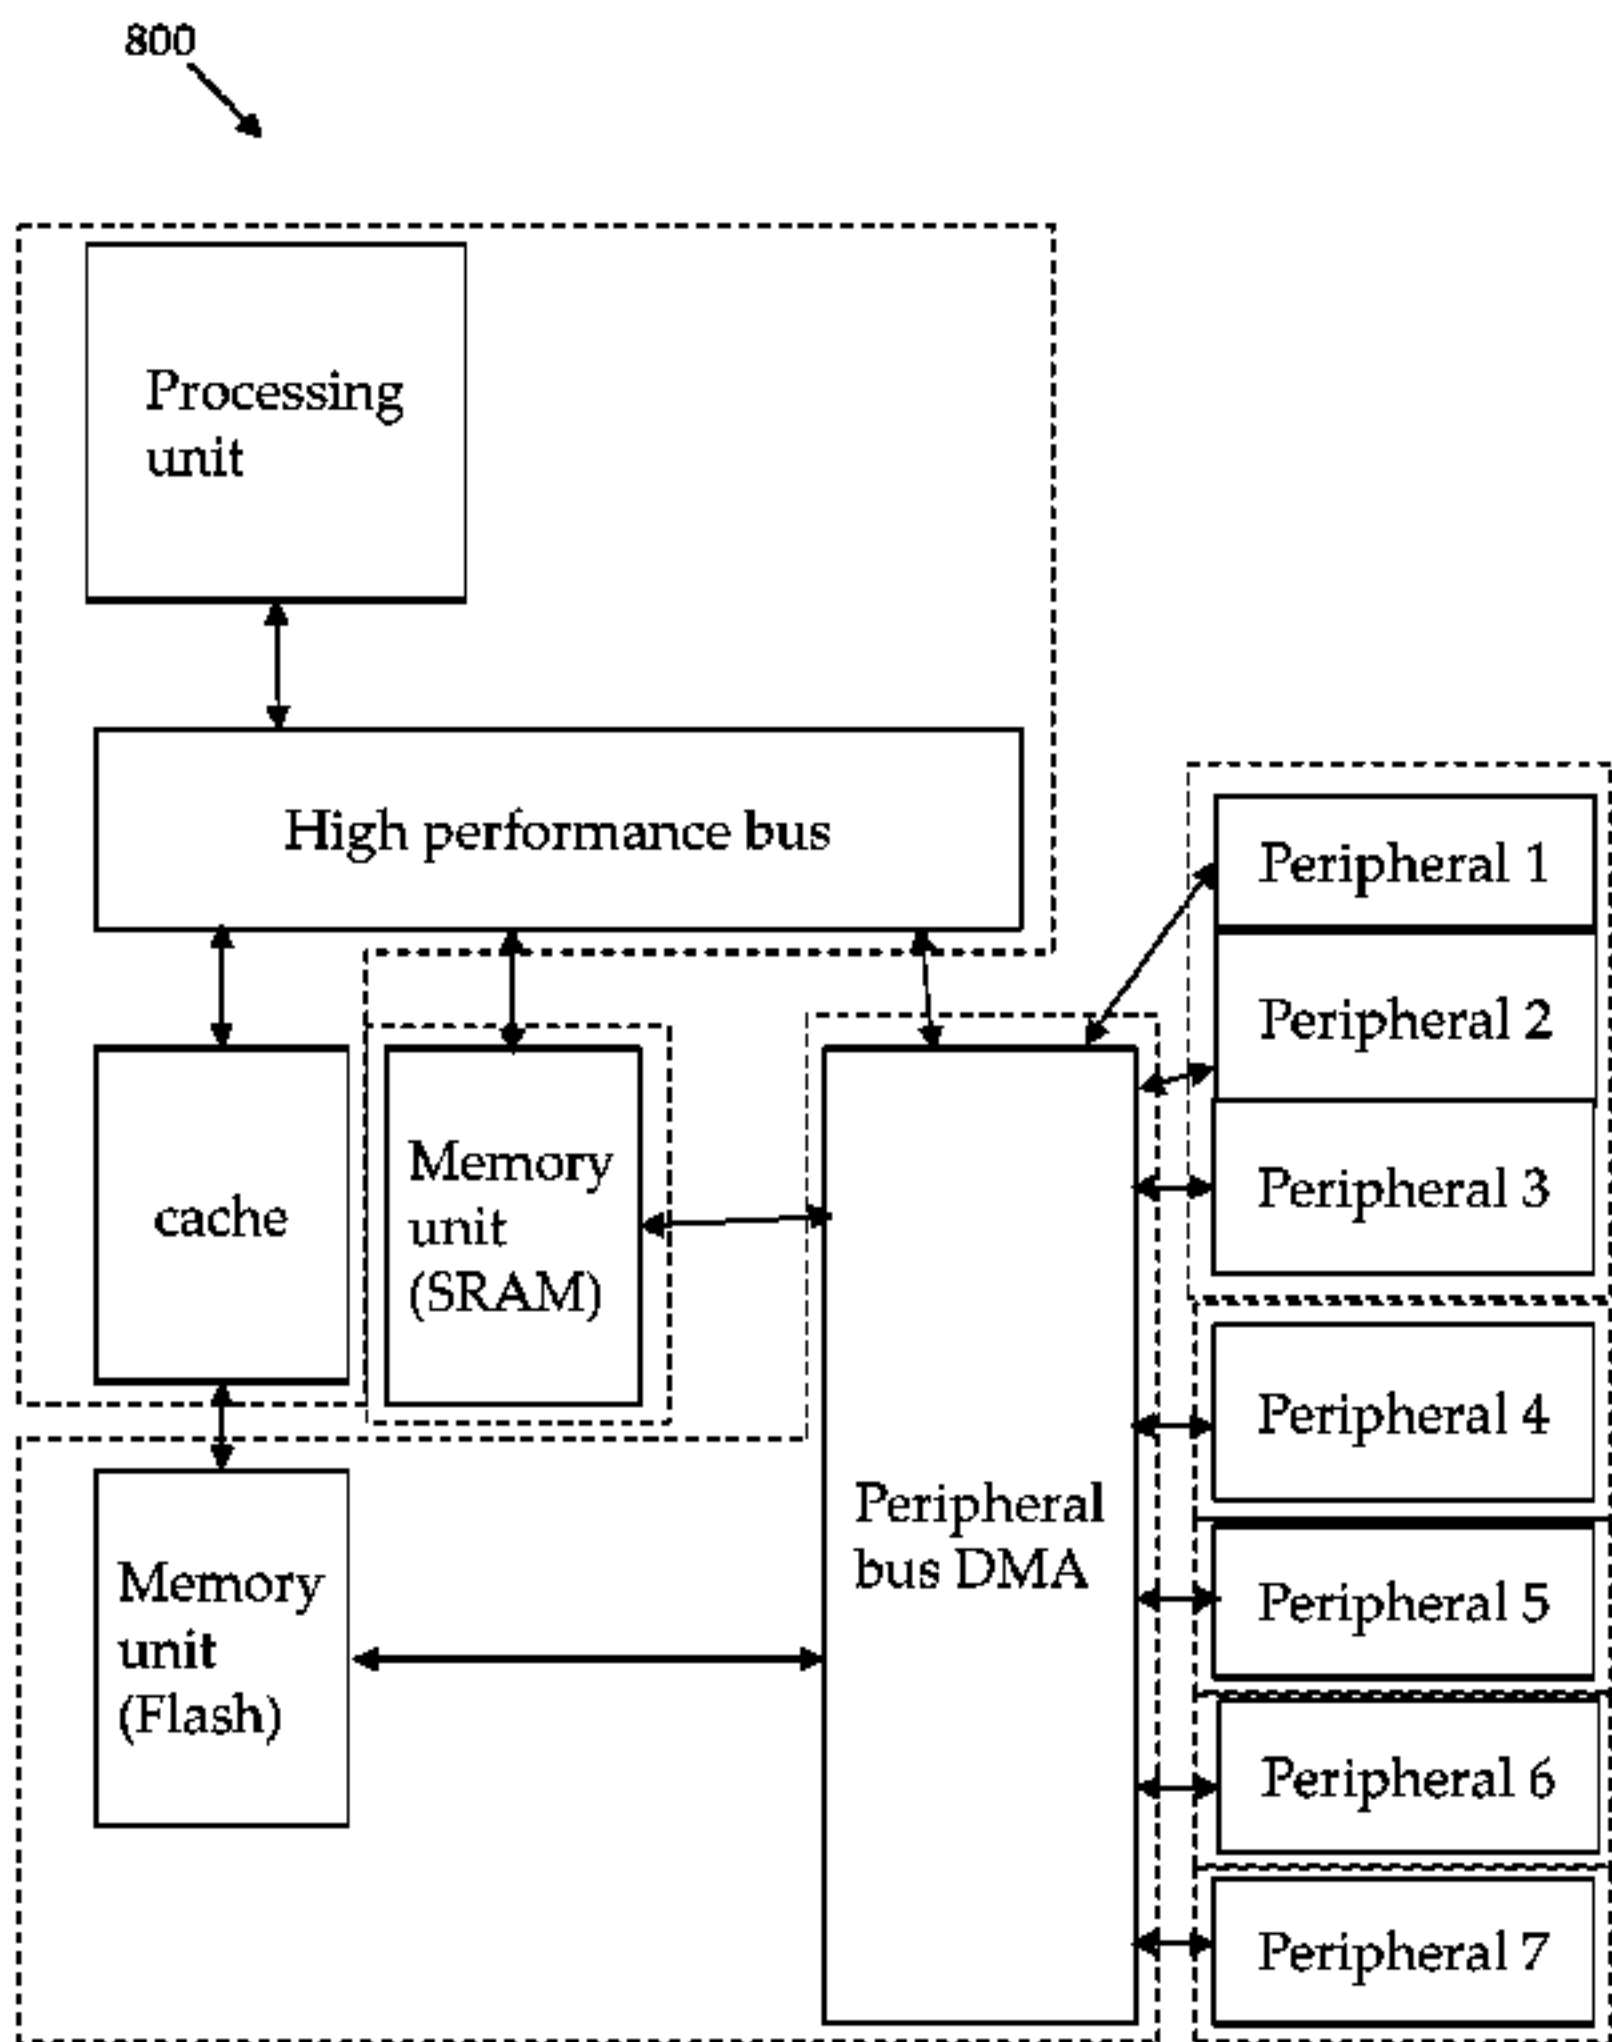 800
Processing
unit
High performance bus
Peripheral 1
Peripheral 2
Peripheral 3
cache
Memory
unit
(SRAM)
Peripheral 4
Peripheral
bus DMA
Peripheral 5
Memory
unit
(Flash)
Peripheral 6
Peripheral 7